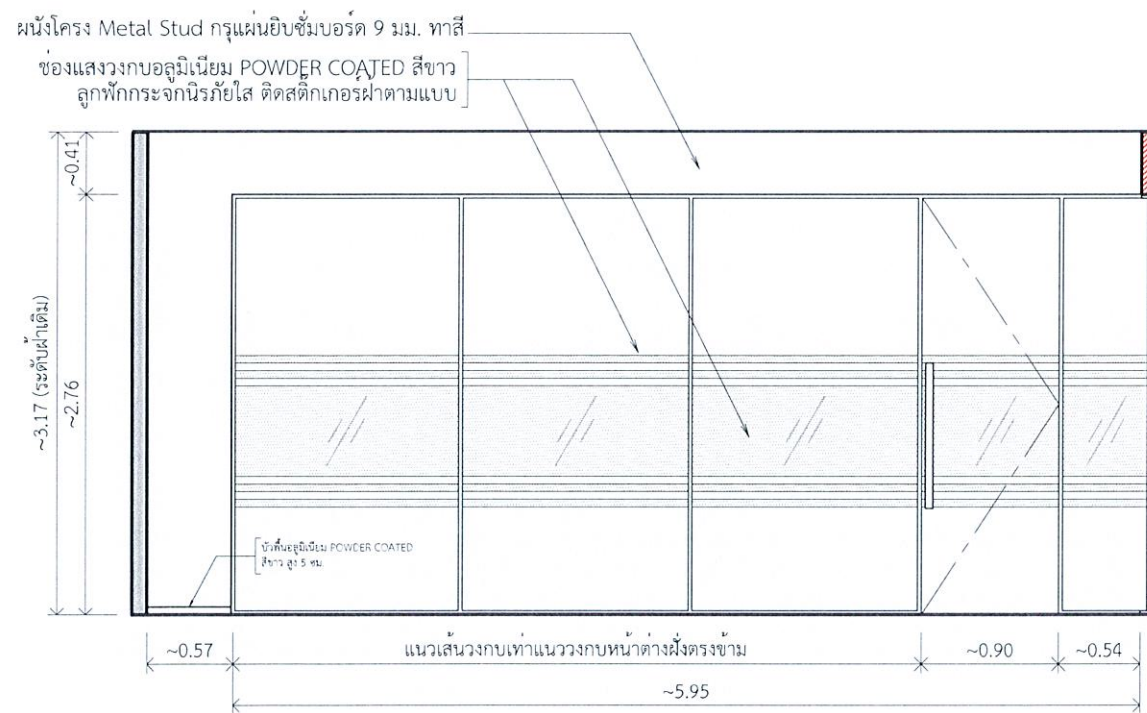 ผนังโครง Metal Stud กรุแผ่นยิบซั่มบอร์ด 9 มม. ทาสี
ช่องแสงวงกบอลูมิเนียม POWDER COATED สีขาว
ลูกฟักกระจกนิรภัยใส ติดสติ๊กเกอร์ฝ้าตามแบบ
~0.41
~3.17 (ระดับฝ้าเดิม)
~2.76
บัวพื้นอลูมิเนียม POWDER COATED
สีขาว สูง 5 ซม.
~0.57
แนวเส้นวงกบเท่าแนววงกบหน้าต่างฝั่งตรงข้าม
~0.90
~0.54
~5.95